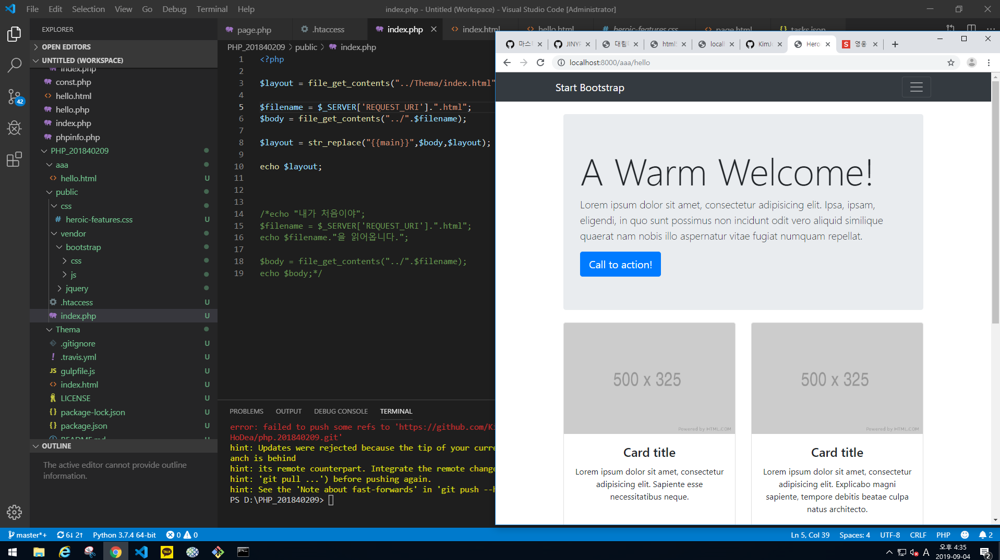 File Edit Selection View Go Debug Terminal Help
index.php - Untitled (Workspace) - Visual Studio Code [Administrator]
EXPLORER
OPEN EDITORS
UNTITLED (WORKSPACE)
index.php
const.php
hello.html
hello.php
index.php
phpinfo.php
PHP_201840209
aaa
hello.html U
public
css
heroic-features.css U
vendor
bootstrap
css
js
jquery
.htaccess U
index.php U
Thema
.gitignore U
.travis.yml U
gulpfile.js U
index.html U
LICENSE U
package-lock.json U
package.json U
README.md U
OUTLINE
The active editor cannot provide outline
information.
42
page.php .htaccess index.php index.html hello.html heroic-features.css page.html tasks.json
PHP_201840209 > public > index.php
1 <?php
2
3 $layout = file_get_contents("../Thema/index.html"
4
5 $filename = $_SERVER['REQUEST_URI'].".html";
6 $body = file_get_contents("../".$filename);
7
8 $layout = str_replace("{{main}}",$body,$layout);
9
10 echo $layout;
11
12
13
14 /*echo "내가 처음이야";
15 $filename = $_SERVER['REQUEST_URI'].".html";
16 echo $filename."을 읽어옵니다.";
17
18 $body = file_get_contents("../".$filename);
19 echo $body;*/
PROBLEMS OUTPUT DEBUG CONSOLE TERMINAL
error: failed to push some refs to 'https://github.com/Ki
HoDea/php.201840209.git'
hint: Updates were rejected because the tip of your curre
anch is behind
hint: its remote counterpart. Integrate the remote change
hint: 'git pull ...') before pushing again.
hint: See the 'Note about fast-forwards' in 'git push --h
PS D:\PHP_201840209>
마스 JINYP 대림 html locall KimJ Hero 영웅
localhost:8000/aaa/hello
Start Bootstrap
A Warm Welcome!
Lorem ipsum dolor sit amet, consectetur adipisicing elit. Ipsa, ipsam,
eligendi, in quo sunt possimus non incidunt odit vero aliquid similique
quaerat nam nobis illo aspernatur vitae fugiat numquam repellat.
Call to action!
500 x 325
Powered by HTML.COM
500 x 325
Powered by HTML.COM
Card title
Lorem ipsum dolor sit amet, consectetur
adipisicing elit. Sapiente esse
necessitatibus neque.
Card title
Lorem ipsum dolor sit amet, consectetur
adipisicing elit. Explicabo magni
sapiente, tempore debitis beatae culpa
natus architecto.
master*+ 6↓ 2↑ Python 3.7.4 64-bit 0 0
Ln 5, Col 39 Spaces: 4 UTF-8 CRLF PHP 2
TALK
A
오후 4:35
2019-09-04
2